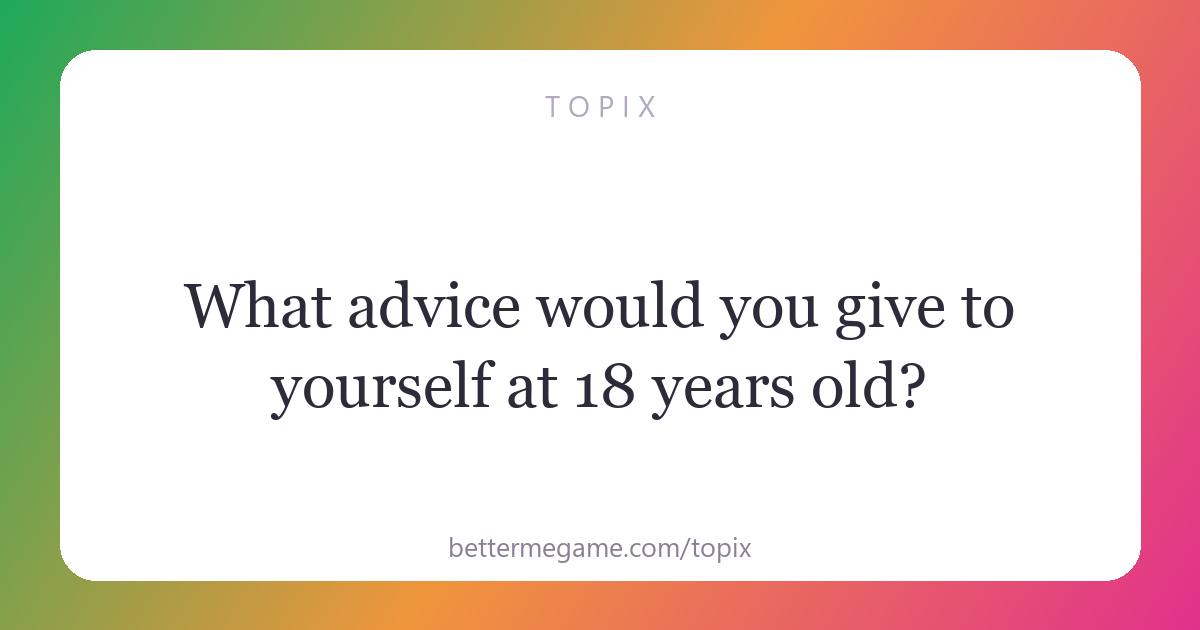 TOPIX
What advice would you give to
yourself at 18 years old?
bettermegame.com/topix